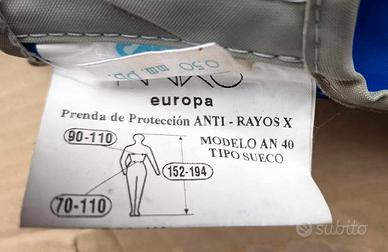 0.50 mm. Pb.
europa
Prenda de Protección ANTI - RAYOS X
90-110
MODELO AN 40
TIPO SUECO
152-194
70-110
subito